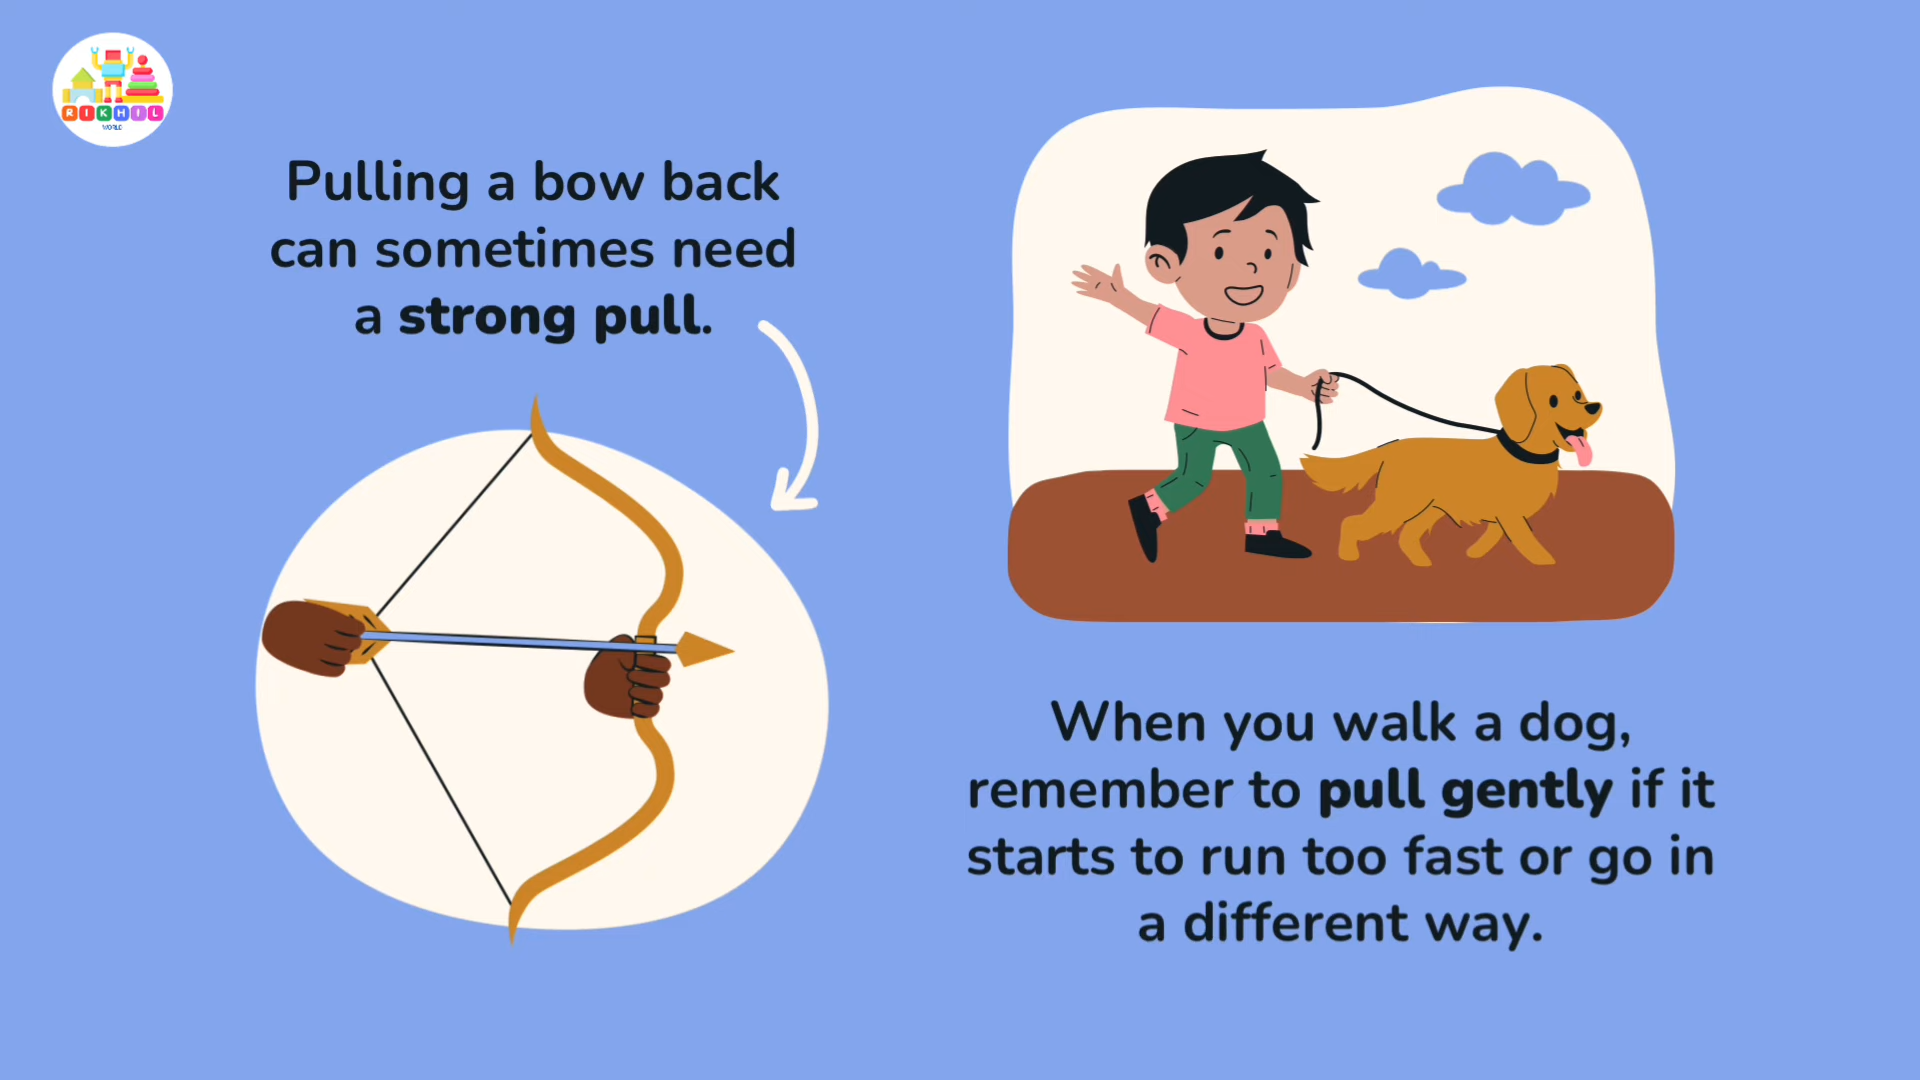 RIKHIL
WORLD
Pulling a bow back
can sometimes need
a strong pull.
When you walk a dog,
remember to pull gently if it
starts to run too fast or go in
a different way.